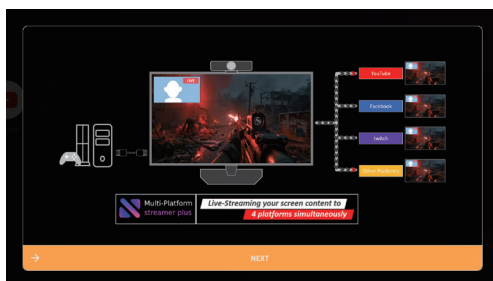 LIVE
YouTube
Facebook
twitch
Other Platforms
Multi-Platform
streamer plus
Live-Streaming your screen content to
4 platforms simultaneously
NEXT